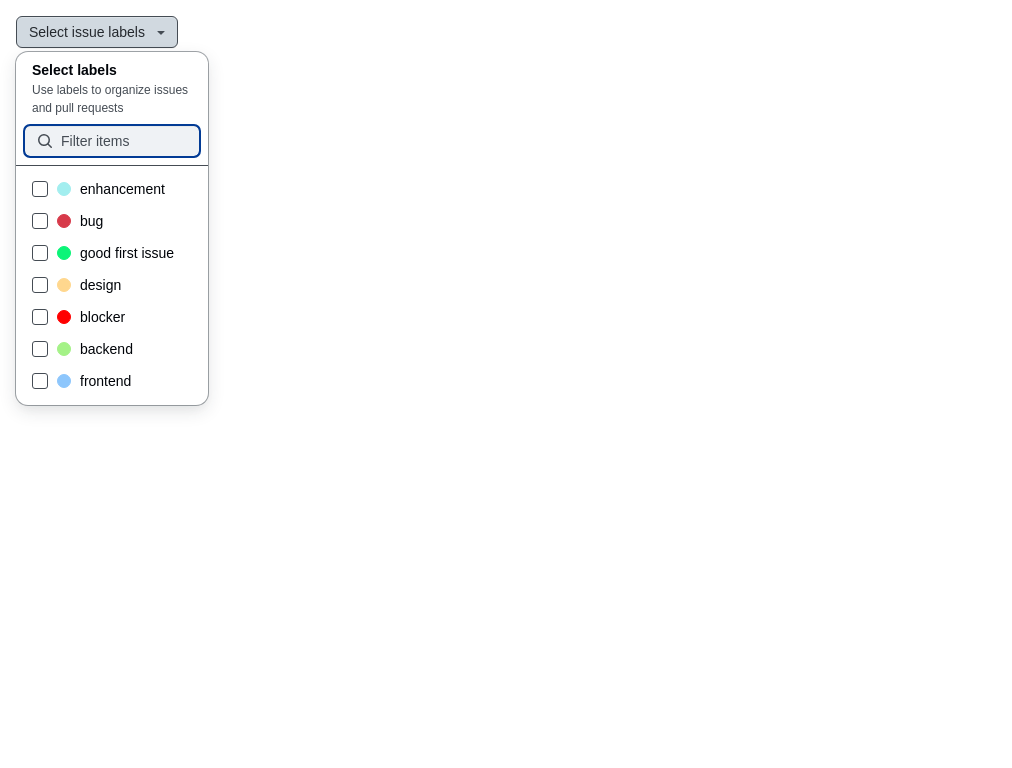 Select issue labels
Select labels
Use labels to organize issues
and pull requests
Filter items
enhancement
bug
good first issue
design
blocker
backend
frontend